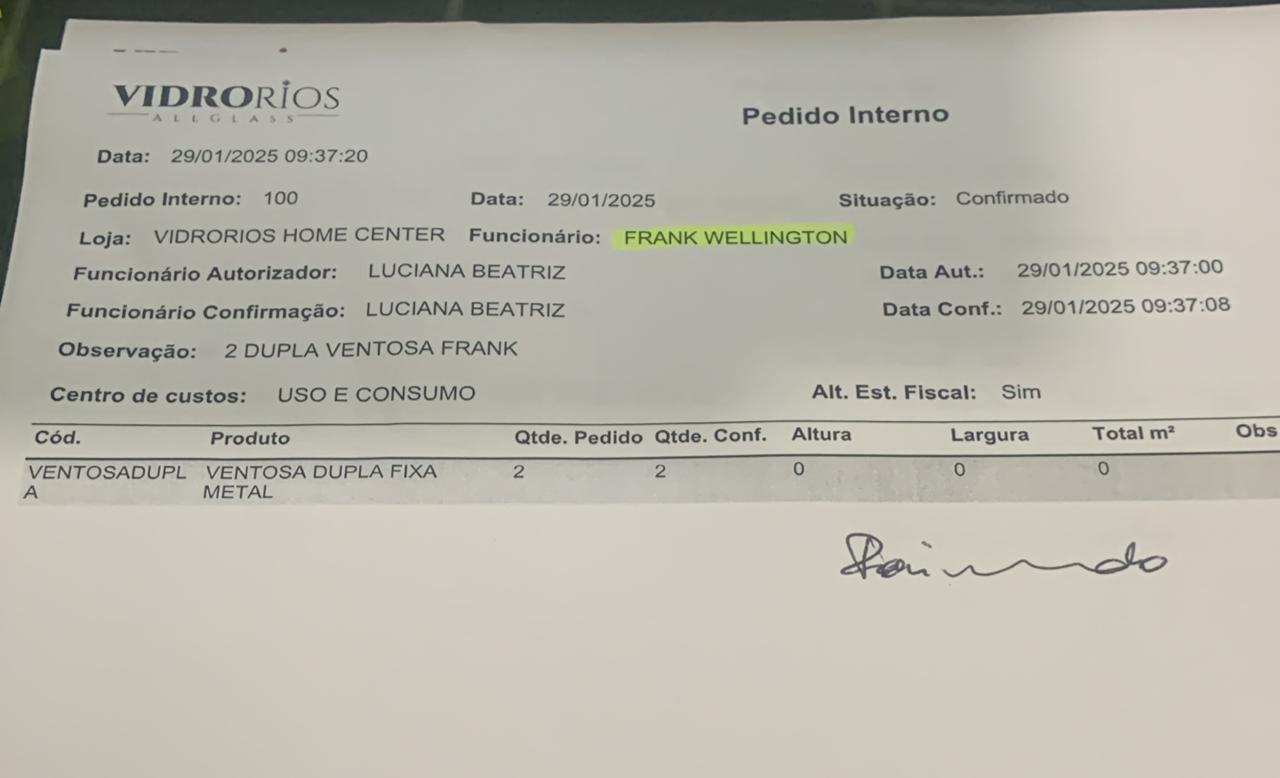 VIDRORIOS
ALLGLASS
Pedido Interno
Data: 29/01/2025 09:37:20
Pedido Interno: 100 Data: 29/01/2025 Situação: Confirmado
Loja: VIDRORIOS HOME CENTER Funcionário: FRANK WELLINGTON
Funcionário Autorizador: LUCIANA BEATRIZ Data Aut.: 29/01/2025 09:37:00
Funcionário Confirmação: LUCIANA BEATRIZ Data Conf.: 29/01/2025 09:37:08
Observação: 2 DUPLA VENTOSA FRANK
Centro de custos: USO E CONSUMO Alt. Est. Fiscal: Sim
Cód. Produto Qtde. Pedido Qtde. Conf. Altura Largura Total m² Obs
VENTOSADUPL VENTOSA DUPLA FIXA 2 2 0 0 0
A METAL
Raimundo